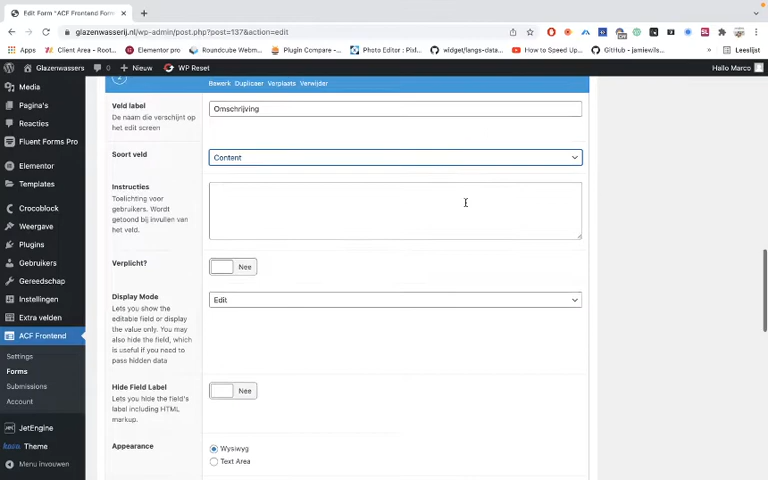 Edit Form "ACF Frontend Form
glazenwasserij.nl/wp-admin/post.php?post=137&action=edit
Apps
Client Area - Root...
Elementor pro
Roundcube Webm...
Plugin Compare -...
Photo Editor : Pixl...
widget/langs-data...
How to Speed Up...
GitHub - jamiewils...
»
Leeslijst
Glazenwassers
0
Nieuw
WP Reset
Hallo Marco
Media
Pagina's
Reacties
Fluent Forms Pro
Elementor
Templates
Crocoblock
Weergave
Plugins
Gebruikers
Gereedschap
Instellingen
Extra velden
ACF Frontend
Settings
Forms
Submissions
Account
JetEngine
Theme
Menu invouwen
Bewerk Dupliceer Verplaats Verwijder
Veld label
De naam die verschijnt op
het edit screen
Omschrijving
Soort veld
Content
Instructies
Toelichting voor
gebruikers. Wordt
getoond bij invullen van
het veld.
Verplicht?
Nee
Display Mode
Lets you show the
editable field or display
the value only. You may
also hide the field, which
is useful if you need to
pass hidden data
Edit
Hide Field Label
Lets you hide the field's
label including HTML
markup.
Nee
Appearance
Wysiwyg
Text Area